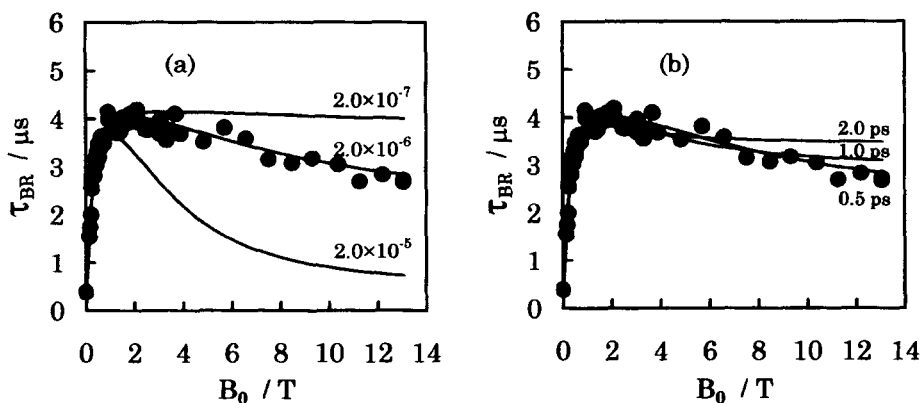 (a)
τBR / μs
6
5
4
3
2
1
0
2.0×10⁻⁷
2.0×10⁻⁶
2.0×10⁻⁵
0 2 4 6 8 10 12 14
B₀ / T
(b)
τBR / μs
6
5
4
3
2
1
0
2.0 ps
1.0 ps
0.5 ps
0 2 4 6 8 10 12 14
B₀ / T